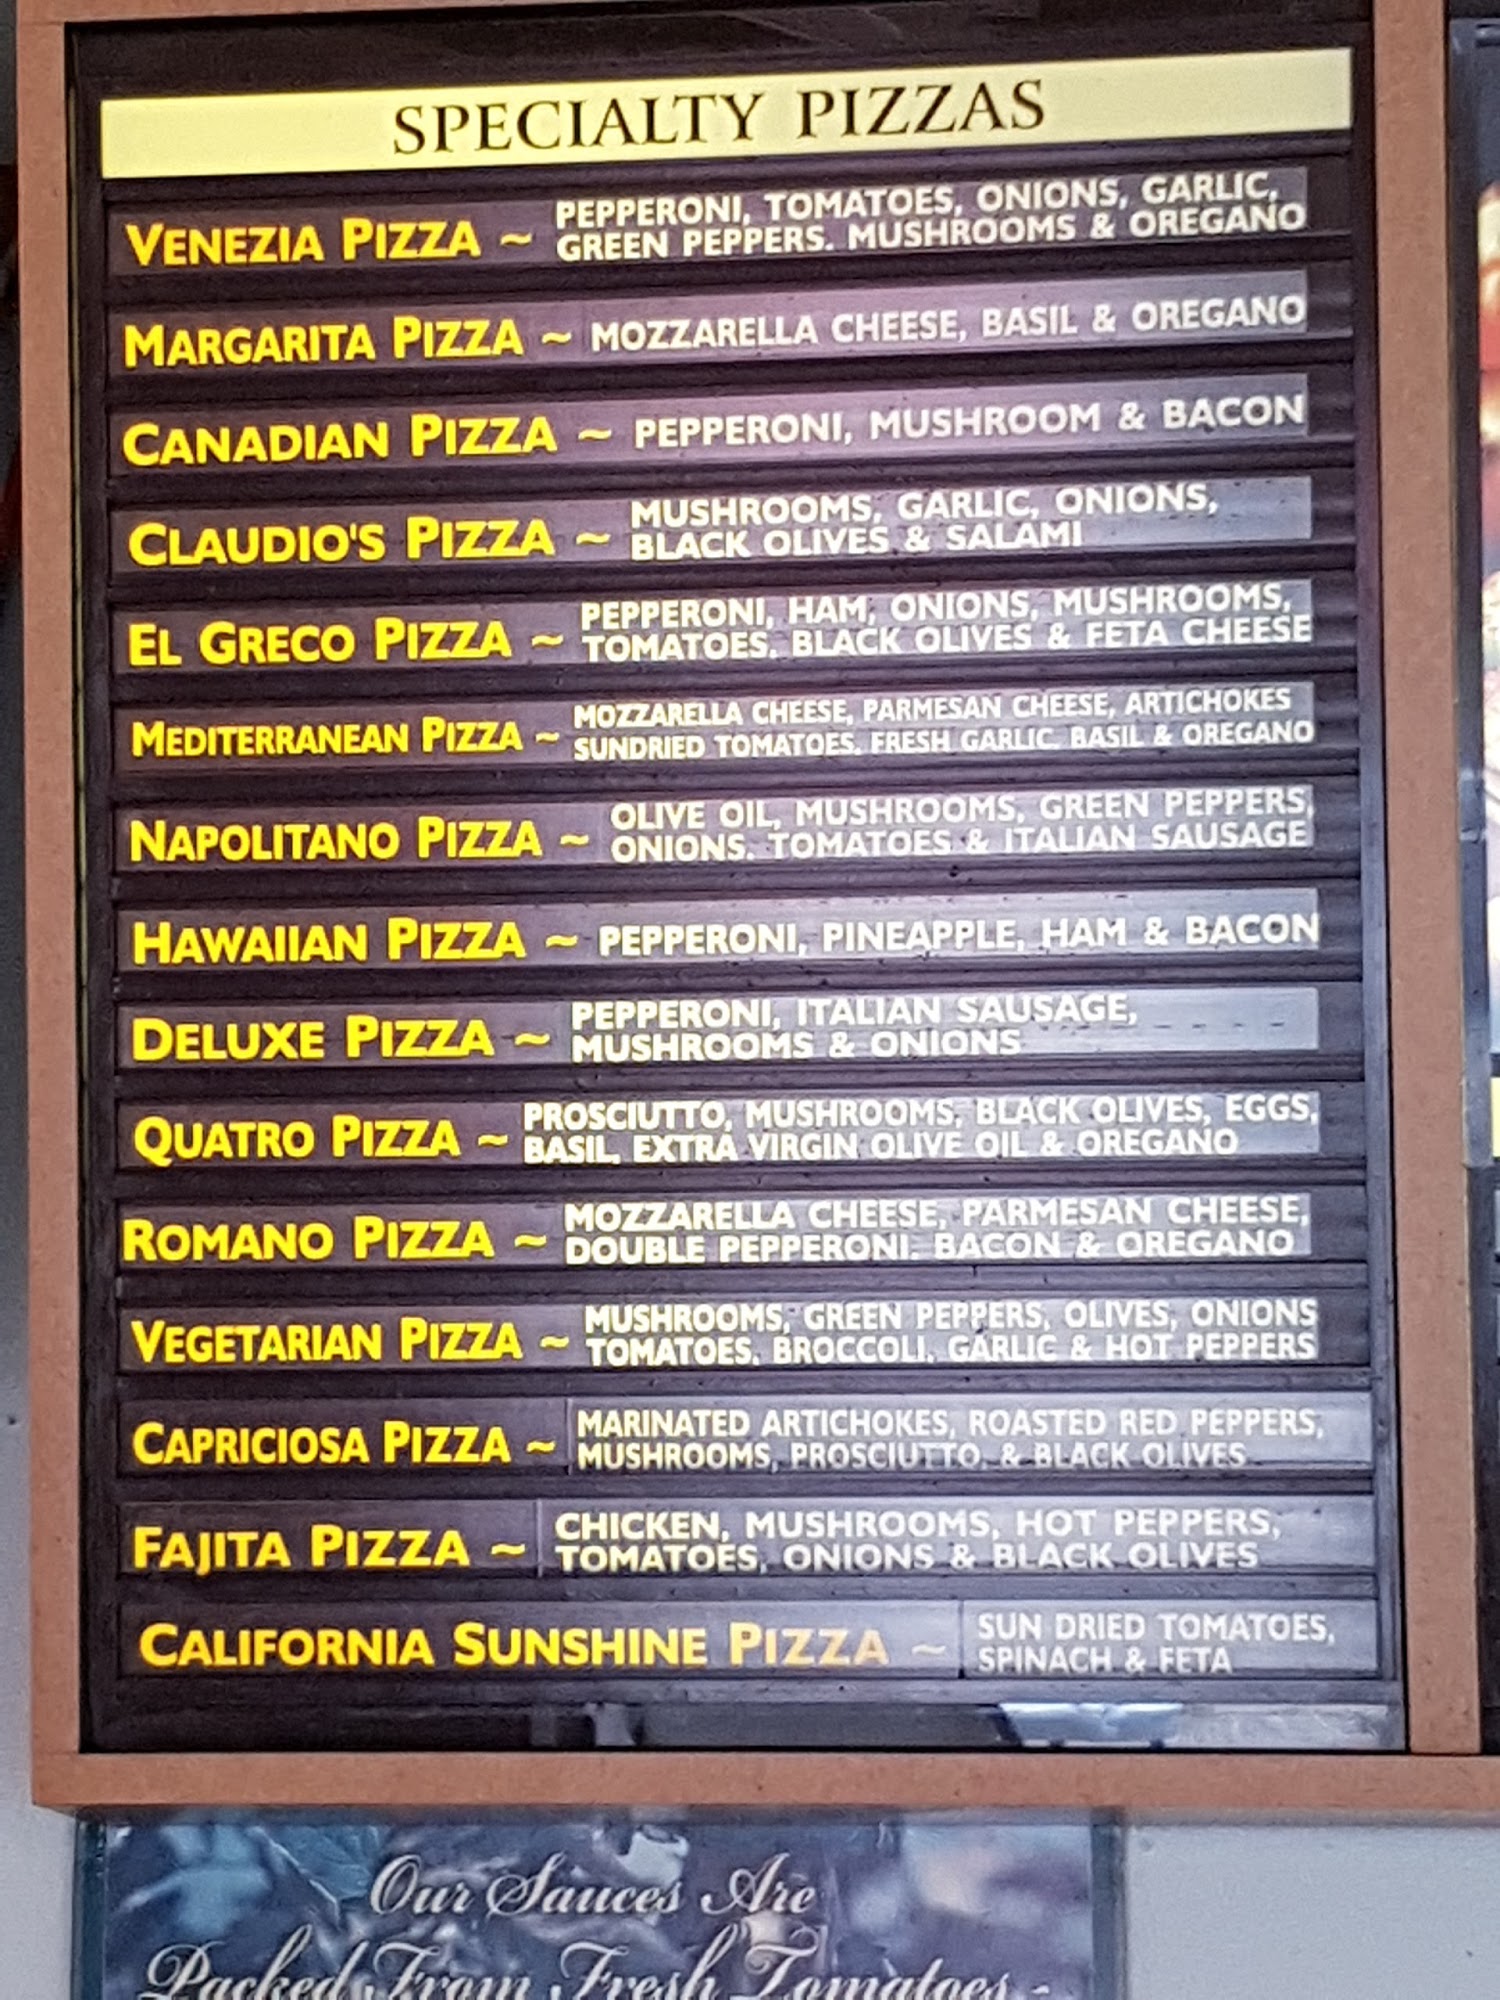 SPECIALTY PIZZAS
VENEZIA PIZZA ~ PEPPERONI, TOMATOES, ONIONS, GARLIC,
GREEN PEPPERS. MUSHROOMS & OREGANO
MARGARITA PIZZA ~ MOZZARELLA CHEESE, BASIL & OREGANO
CANADIAN PIZZA ~ PEPPERONI, MUSHROOM & BACON
CLAUDIO'S PIZZA ~ MUSHROOMS, GARLIC, ONIONS,
BLACK OLIVES & SALAMI
EL GRECO PIZZA ~ PEPPERONI, HAM, ONIONS, MUSHROOMS,
TOMATOES. BLACK OLIVES & FETA CHEESE
MEDITERRANEAN PIZZA ~ MOZZARELLA CHEESE, PARMESAN CHEESE, ARTICHOKES
SUNDRIED TOMATOES. FRESH GARLIC. BASIL & OREGANO
NAPOLITANO PIZZA ~ OLIVE OIL, MUSHROOMS, GREEN PEPPERS,
ONIONS. TOMATOES & ITALIAN SAUSAGE
HAWAIIAN PIZZA ~ PEPPERONI, PINEAPPLE, HAM & BACON
DELUXE PIZZA ~ PEPPERONI, ITALIAN SAUSAGE,
MUSHROOMS & ONIONS
QUATRO PIZZA ~ PROSCIUTTO, MUSHROOMS, BLACK OLIVES, EGGS,
BASIL. EXTRA VIRGIN OLIVE OIL & OREGANO
ROMANO PIZZA ~ MOZZARELLA CHEESE, PARMESAN CHEESE,
DOUBLE PEPPERONI. BACON & OREGANO
VEGETARIAN PIZZA ~ MUSHROOMS, GREEN PEPPERS, OLIVES, ONIONS
TOMATOES. BROCCOLI. GARLIC & HOT PEPPERS
CAPRICIOSA PIZZA ~ MARINATED ARTICHOKES, ROASTED RED PEPPERS,
MUSHROOMS, PROSCIUTTO, & BLACK OLIVES
FAJITA PIZZA ~ CHICKEN, MUSHROOMS, HOT PEPPERS,
TOMATOES, ONIONS & BLACK OLIVES
CALIFORNIA SUNSHINE PIZZA ~ SUN DRIED TOMATOES,
SPINACH & FETA
Our Sauces Are
Packed From Fresh Tomatoes -